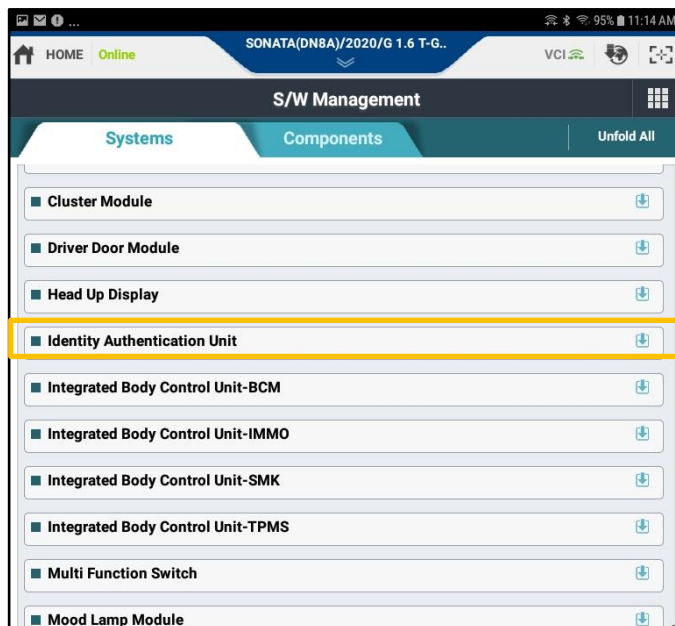 ... 95% 11:14 AM
HOME Online SONATA(DN8A)/2020/G 1.6 T-G.. VCI
S/W Management
Systems Components Unfold All
Cluster Module
Driver Door Module
Head Up Display
Identity Authentication Unit
Integrated Body Control Unit-BCM
Integrated Body Control Unit-IMMO
Integrated Body Control Unit-SMK
Integrated Body Control Unit-TPMS
Multi Function Switch
Mood Lamp Module